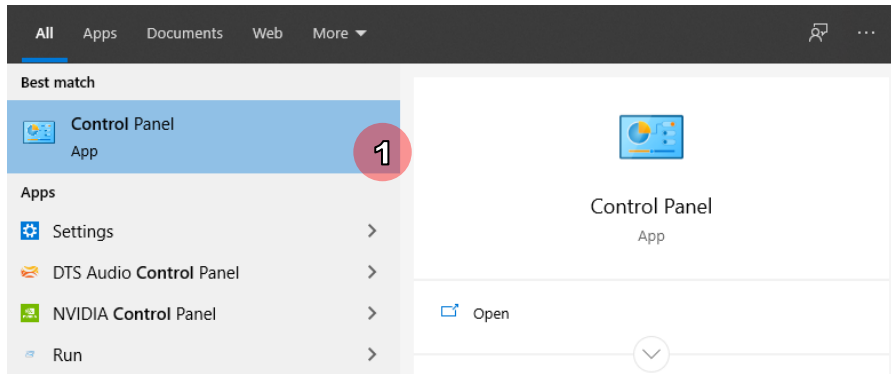 All Apps Documents Web More
Best match
Control Panel
App
1
Apps
Settings
DTS Audio Control Panel
NVIDIA Control Panel
Run
Control Panel
App
Open